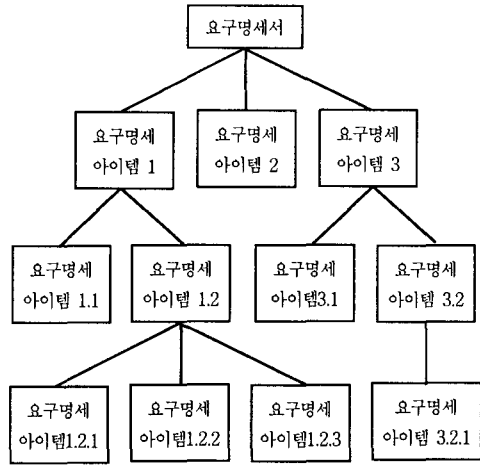 요구명세서
요구명세
아이템 1
요구명세
아이템 2
요구명세
아이템 3
요구명세
아이템 1.1
요구명세
아이템 1.2
요구명세
아이템3.1
요구명세
아이템 3.2
요구명세
아이템1.2.1
요구명세
아이템1.2.2
요구명세
아이템1.2.3
요구명세
아이템 3.2.1